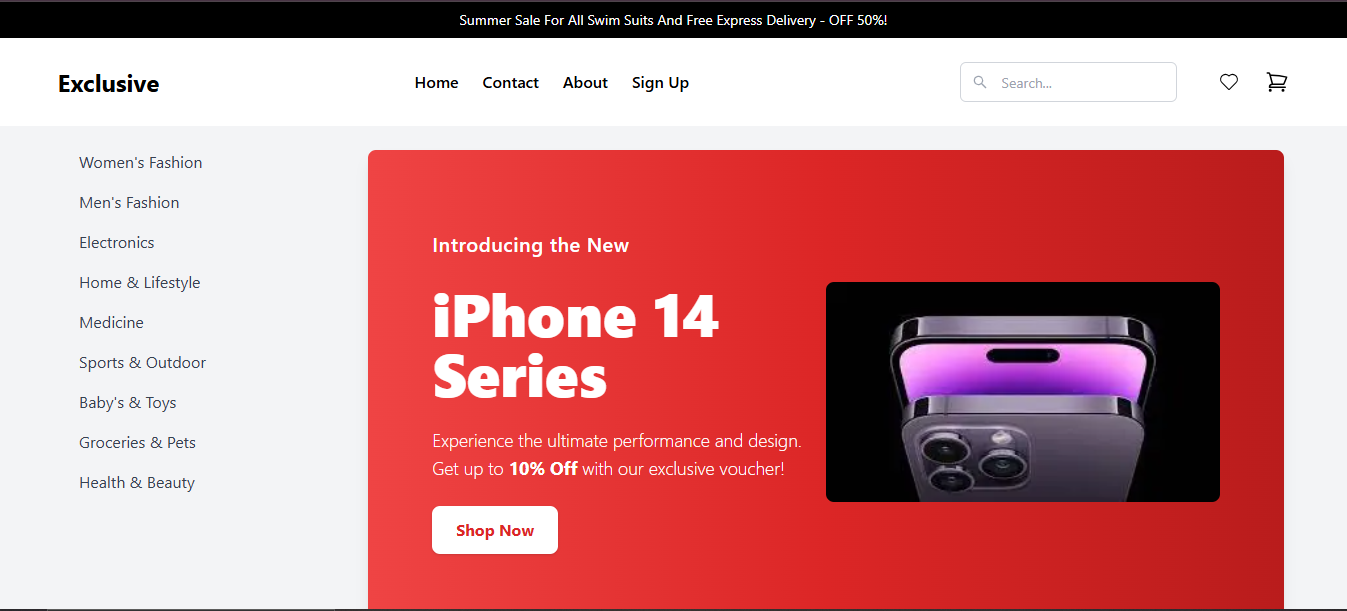 Summer Sale For All Swim Suits And Free Express Delivery - OFF 50%!
Exclusive
Home
Contact
About
Sign Up
Search...
Women's Fashion
Men's Fashion
Electronics
Home & Lifestyle
Medicine
Sports & Outdoor
Baby's & Toys
Groceries & Pets
Health & Beauty
Introducing the New
iPhone 14
Series
Experience the ultimate performance and design.
Get up to 10% Off with our exclusive voucher!
Shop Now